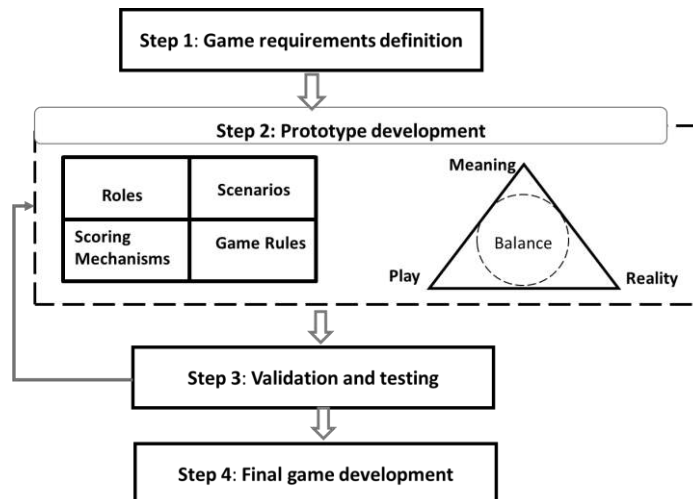 Step 1: Game requirements definition
Step 2: Prototype development
Roles
Scenarios
Scoring
Mechanisms
Game Rules
Meaning
Balance
Play
Reality
Step 3: Validation and testing
Step 4: Final game development